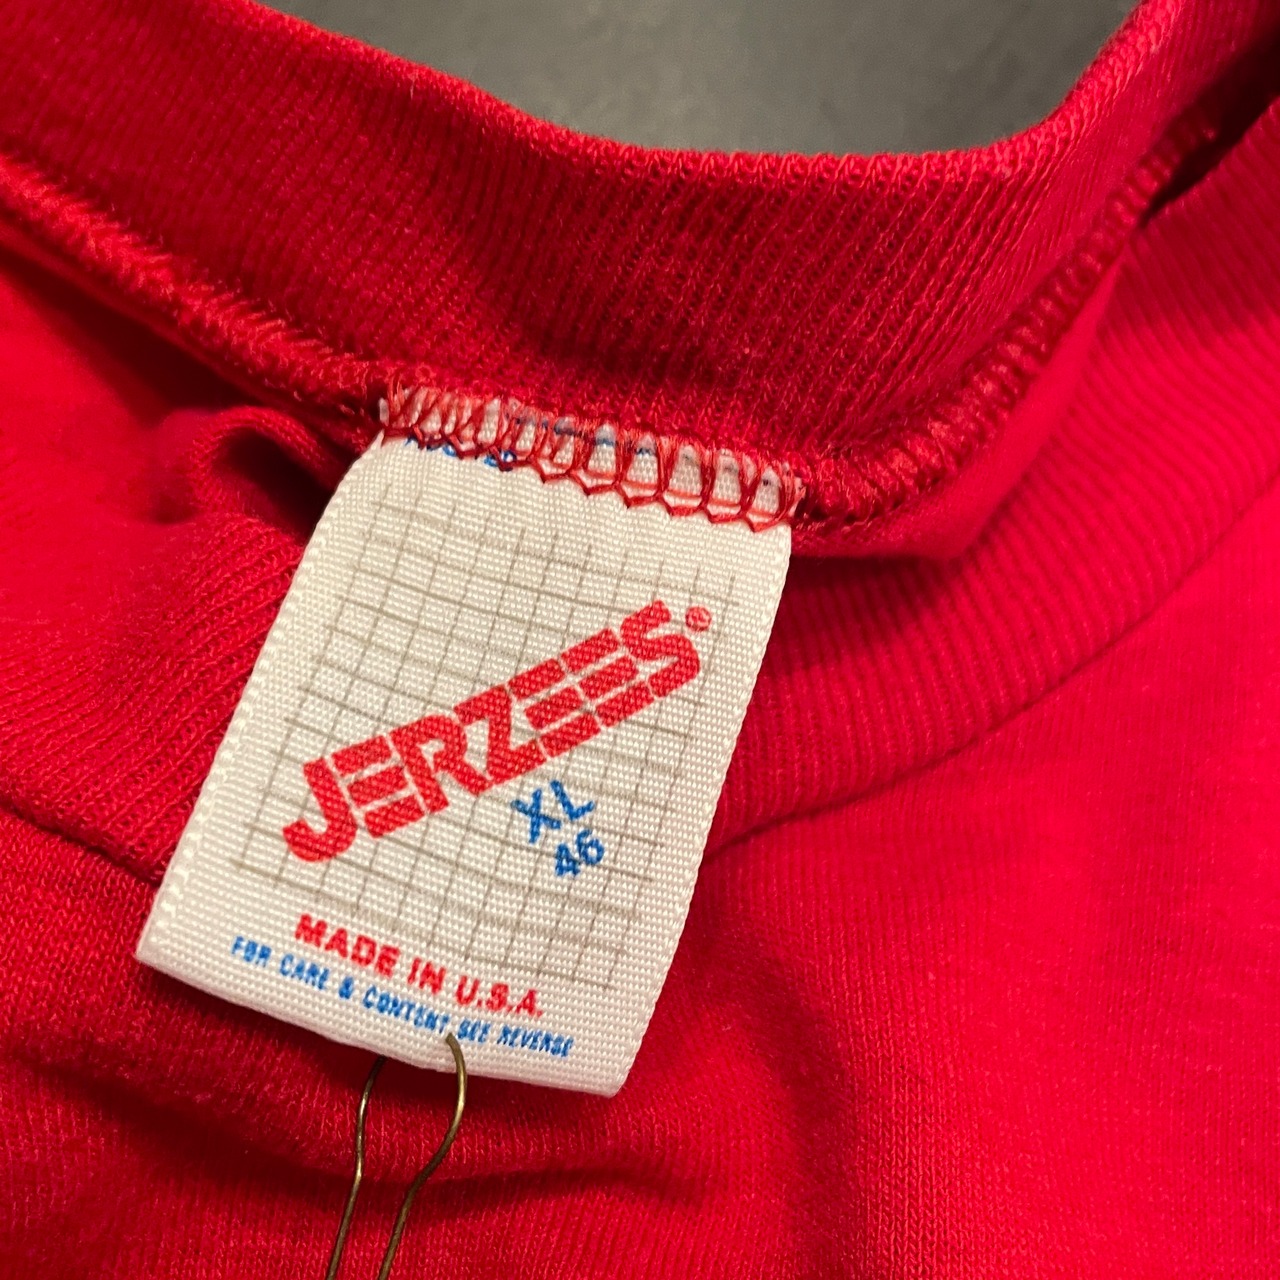 JERZEES®
XL
46
MADE IN U.S.A.
FOR CARE & CONTENT SEE REVERSE